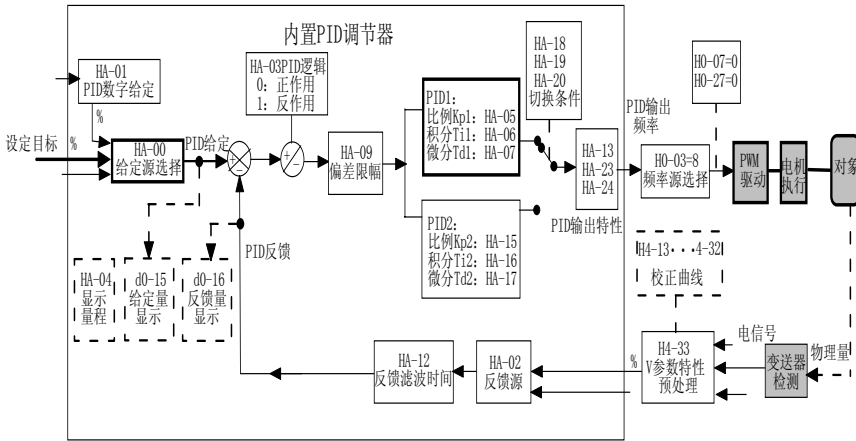 内置PID调节器
HA-01
PID数字给定
%
设定目标
%
HA-00
给定源选择
PID给定
HA-03PID逻辑
0: 正作用
1: 反作用
+
-
+
-
HA-09
偏差限幅
PID1:
比例Kp1: HA-05
积分Ti1: HA-06
微分Td1: HA-07
PID2:
比例Kp2: HA-15
积分Ti2: HA-16
微分Td2: HA-17
HA-18
HA-19
HA-20
切换条件
HA-13
HA-23
HA-24
PID输出特性
PID输出
频率
H0-03=8
频率源选择
H0-07=0
H0-27=0
PWM
驱动
电机
执行
对象
HA-04
显示
量程
d0-15
给定量
显示
d0-16
反馈量
显示
PID反馈
HA-12
反馈滤波时间
HA-02
反馈源
%
H4-13···4-32
校正曲线
H4-33
V参数特性
预处理
电信号
变送器
检测
物理量